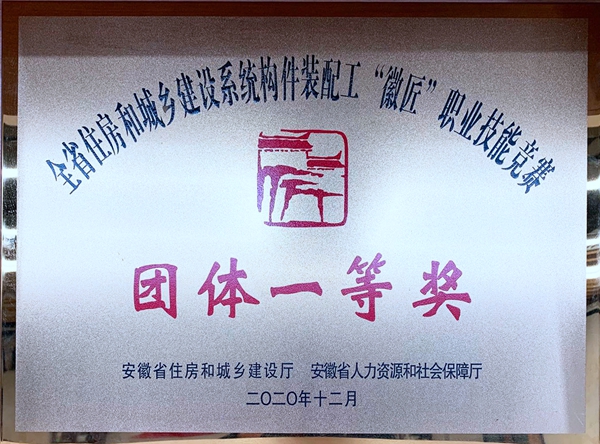 全省住房和城乡建设系统构件装配工“徽匠”职业技能竞赛
团体一等奖
安徽省住房和城乡建设厅 安徽省人力资源和社会保障厅
二〇二〇年十二月